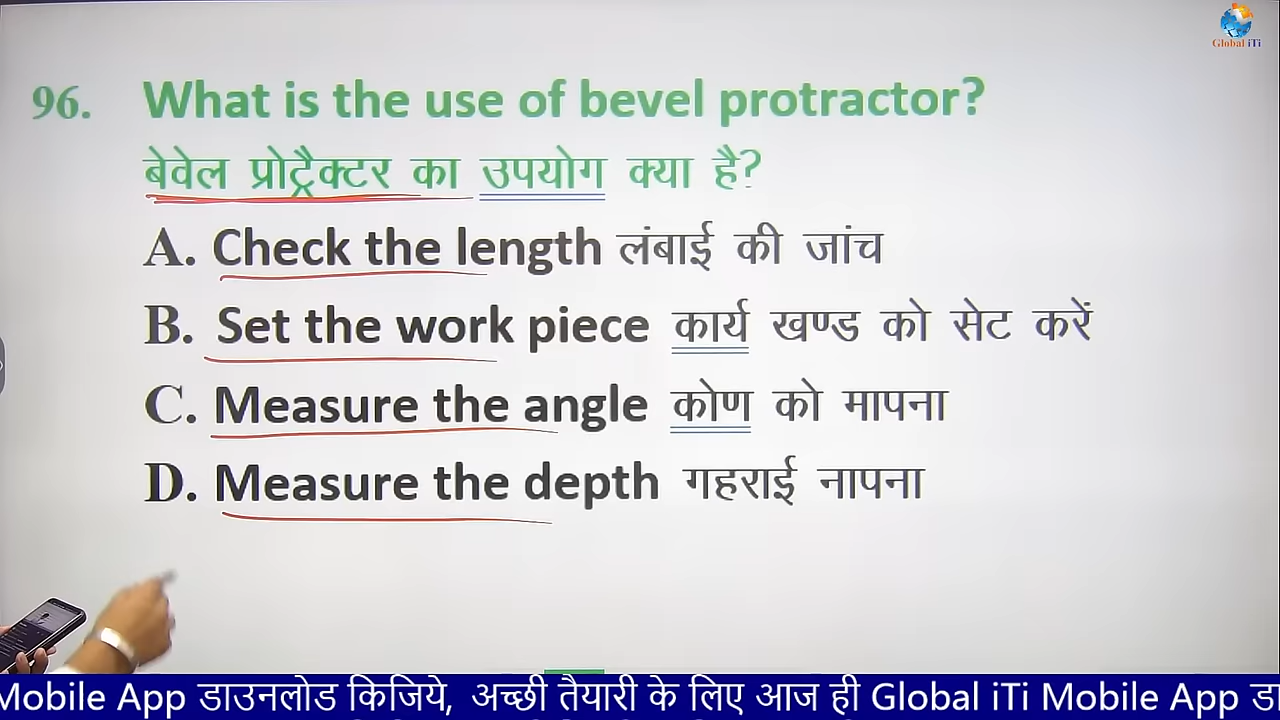 Global iTi
96. What is the use of bevel protractor?
बेवेल प्रोट्रैक्टर का उपयोग क्या है?
A. Check the length लंबाई की जांच
B. Set the work piece कार्य खण्ड को सेट करें
C. Measure the angle कोण को मापना
D. Measure the depth गहराई नापना
Mobile App डाउनलोड किजिये, अच्छी तैयारी के लिए आज ही Global iTi Mobile App डा